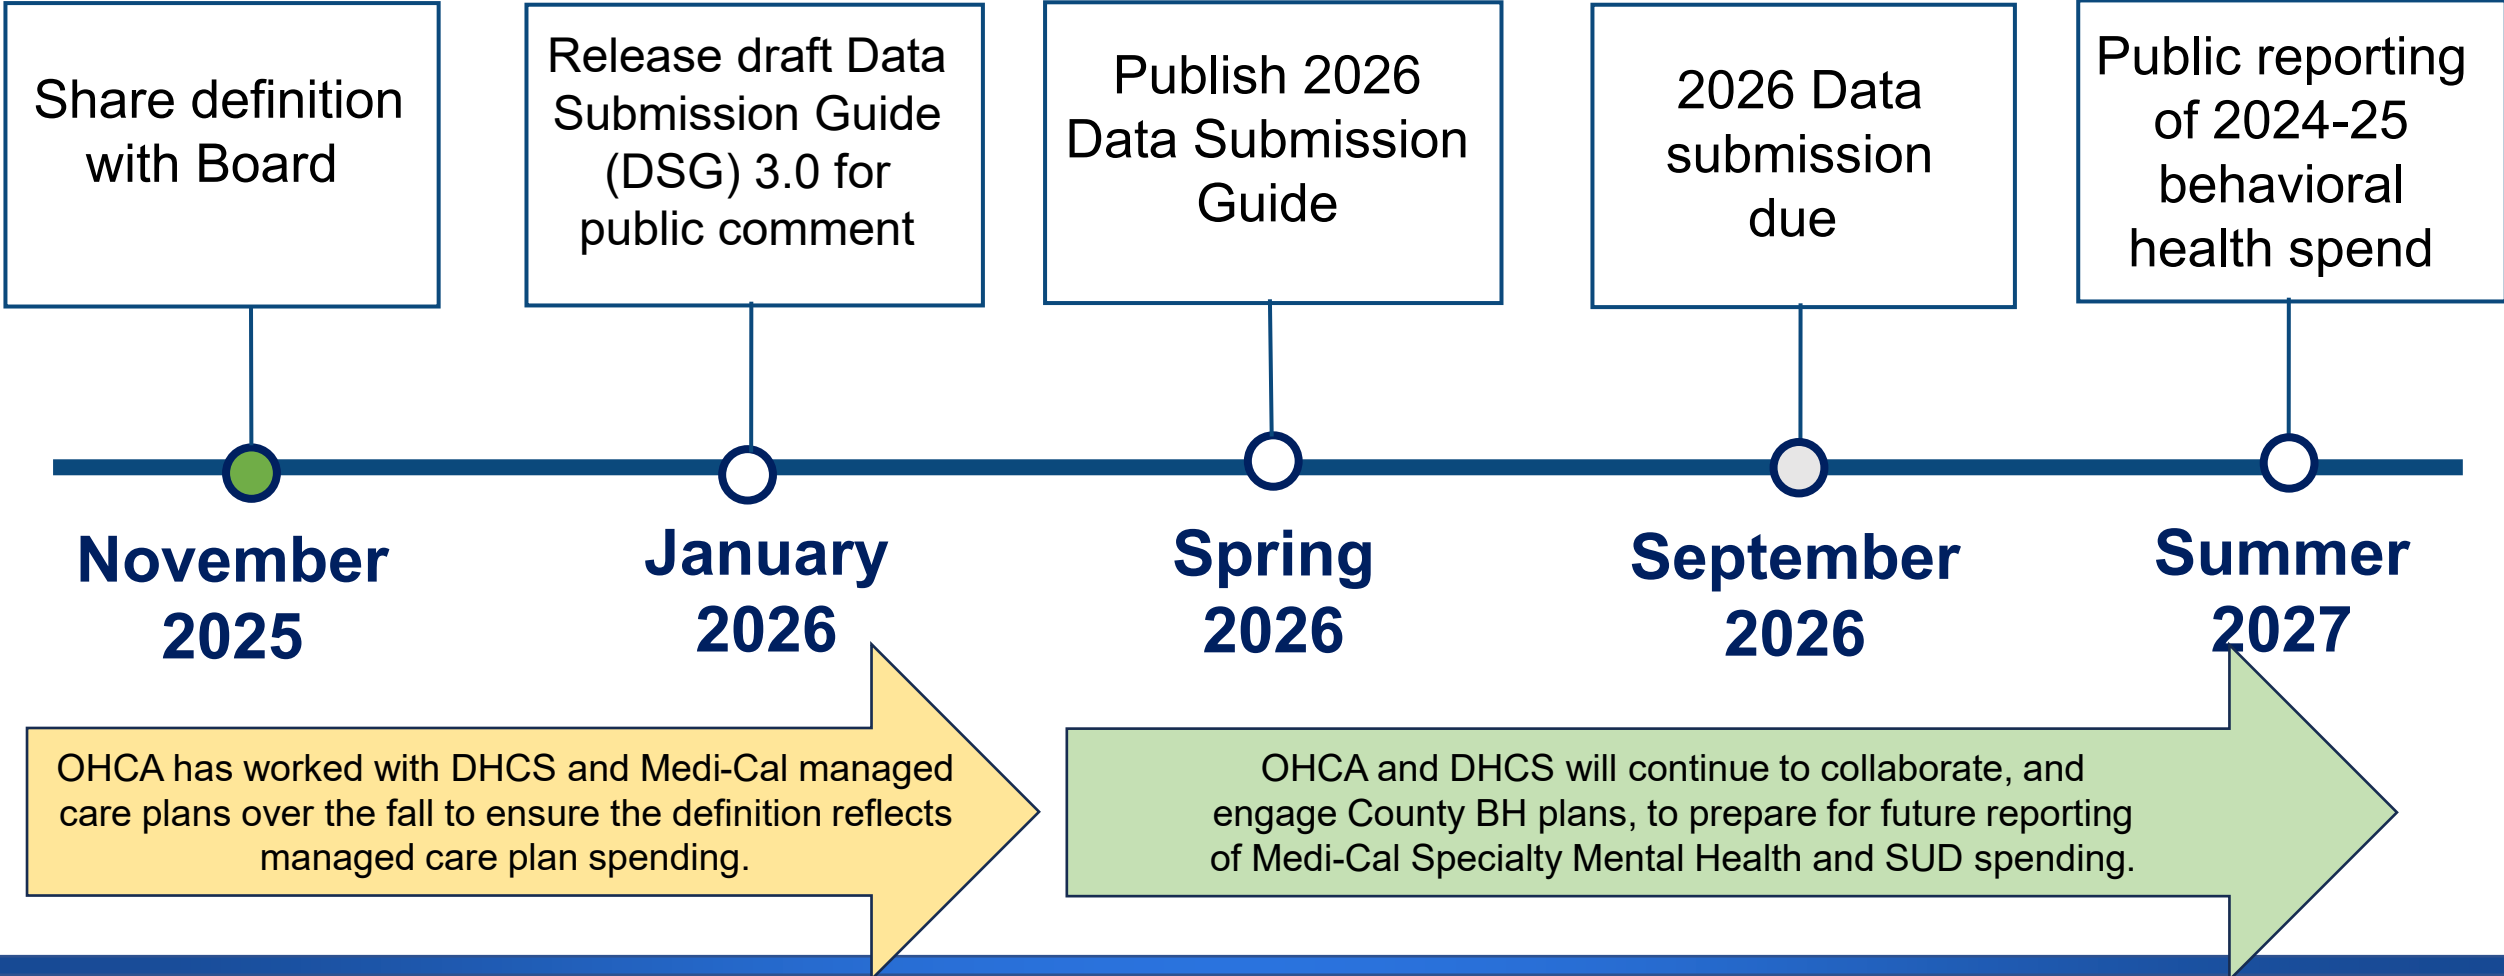 Share definition
with Board
Release draft Data
Submission Guide
(DSG) 3.0 for
public comment
Publish 2026
Data Submission
Guide
2026 Data
submission
due
Public reporting
of 2024-25
behavioral
health spend
November
2025
January
2026
Spring
2026
September
2026
Summer
2027
OHCA has worked with DHCS and Medi-Cal managed
care plans over the fall to ensure the definition reflects
managed care plan spending.
OHCA and DHCS will continue to collaborate, and
engage County BH plans, to prepare for future reporting
of Medi-Cal Specialty Mental Health and SUD spending.